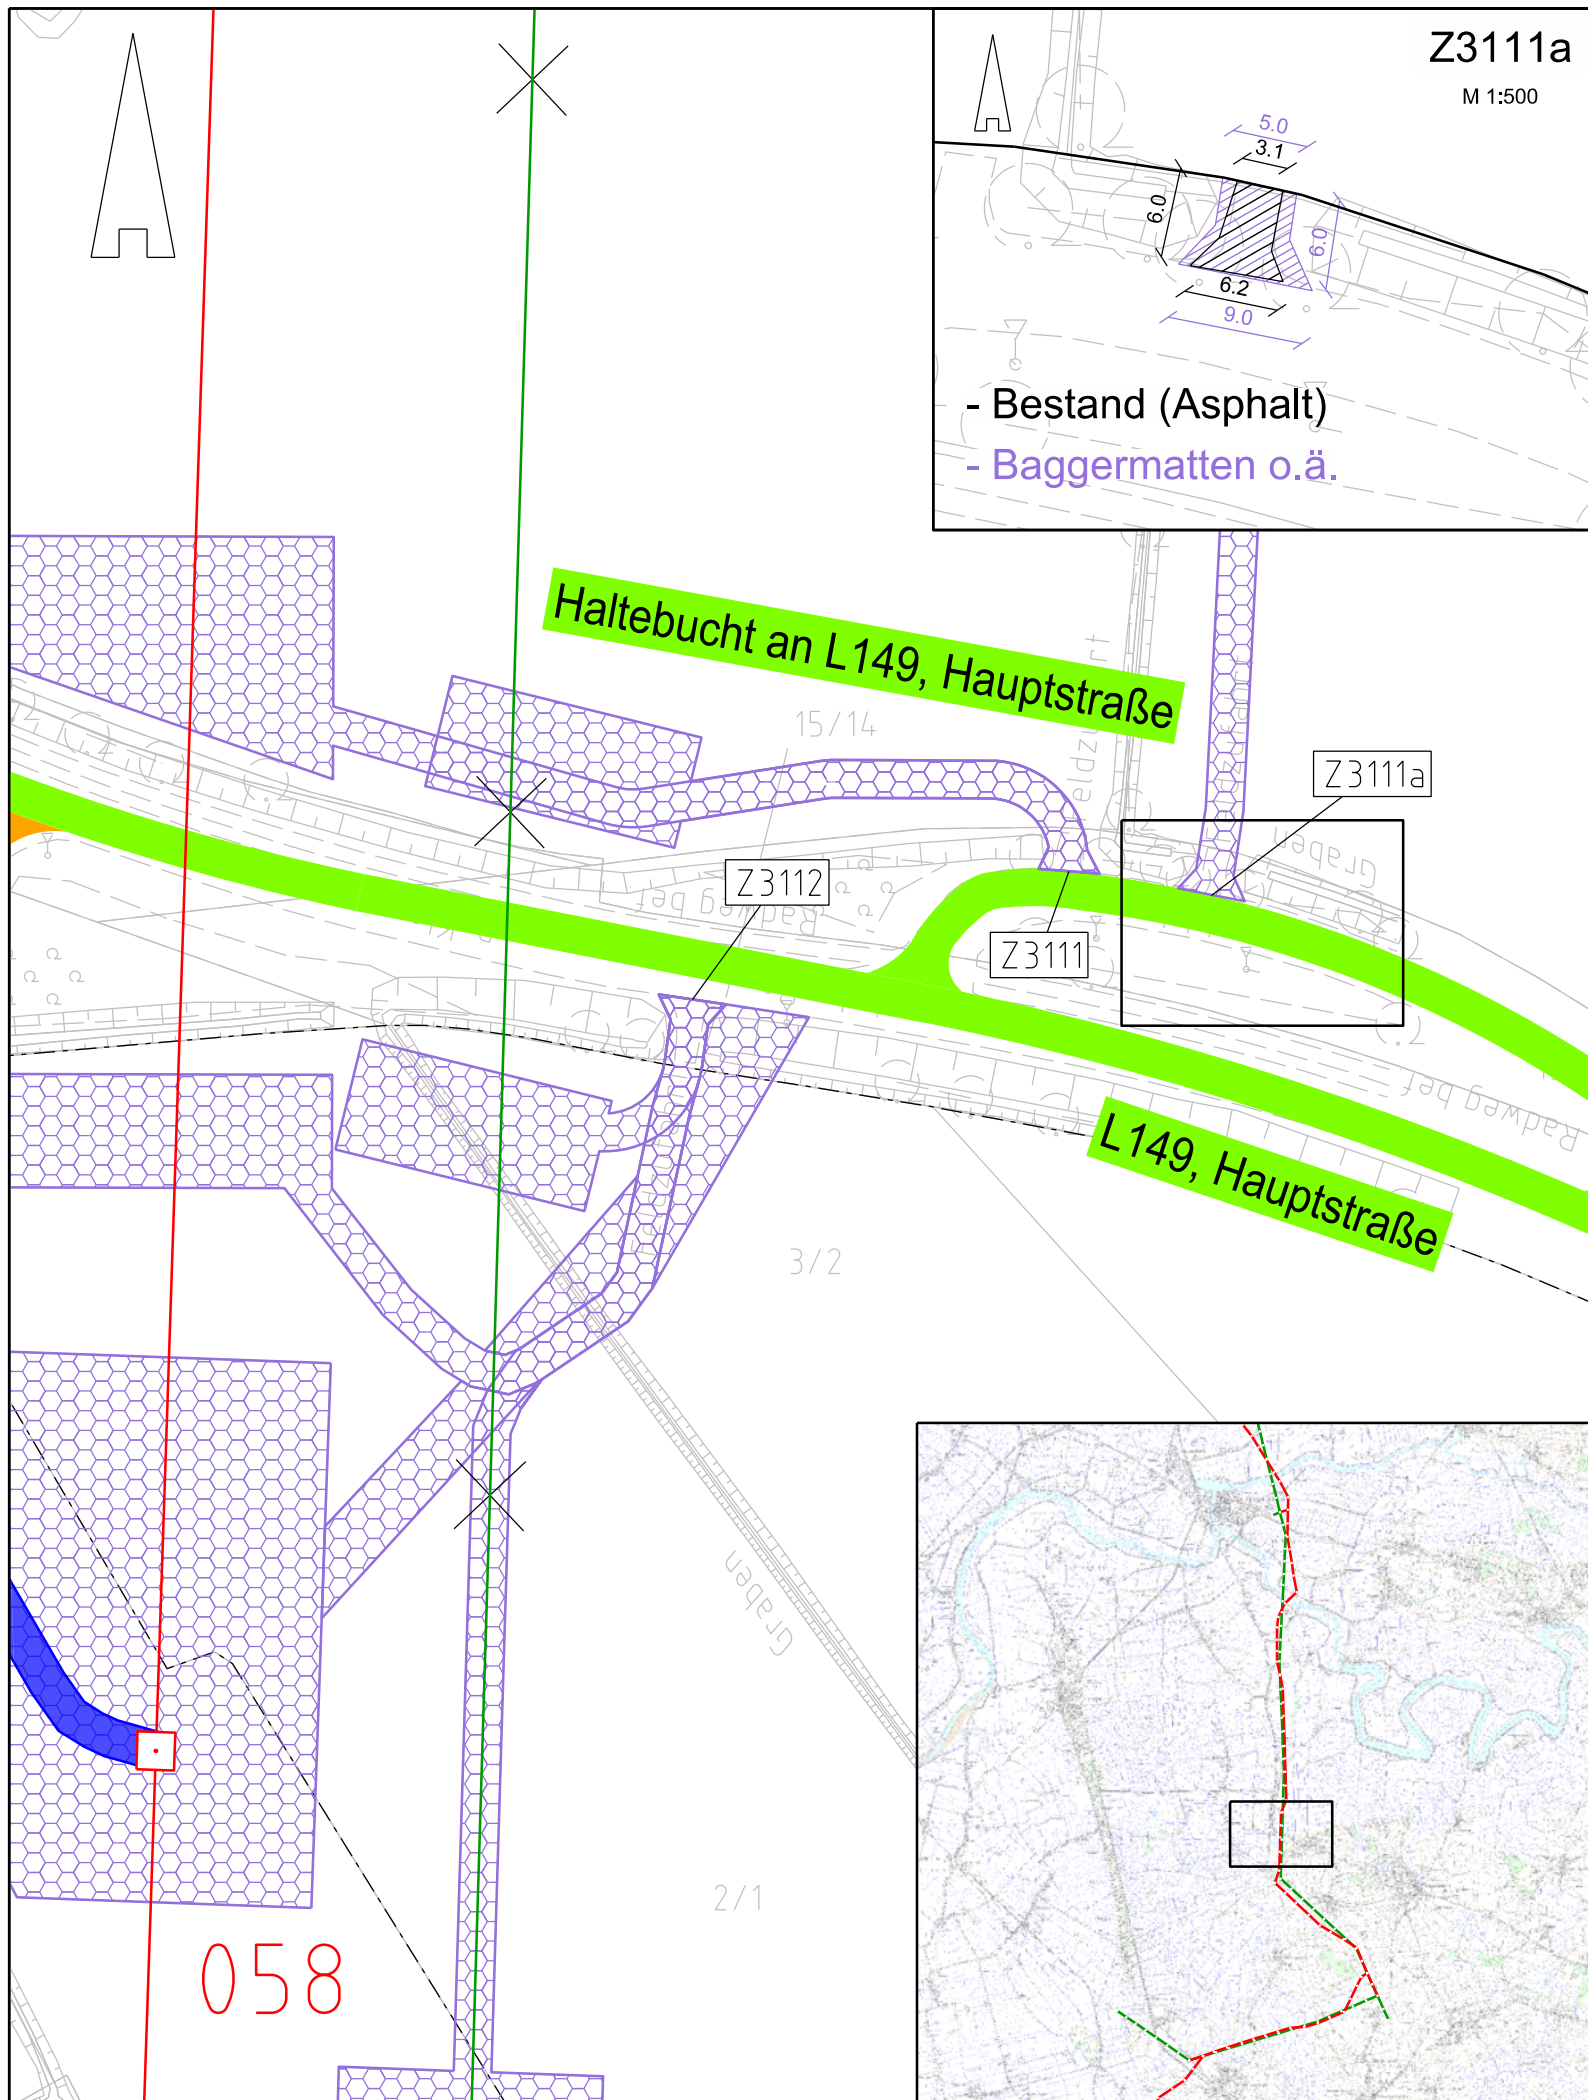 Z3111a
M 1:500
5.0
3.1
6.0
6.0
6.2
9.0
- Bestand (Asphalt)
- Baggermatten o.ä.
Haltebucht an L149, Hauptstraße
15/14
Z3111a
Graben
Z3112
Radweg bef
Z3111
Radweg bef
L149, Hauptstraße
3/2
Graben
2/1
058